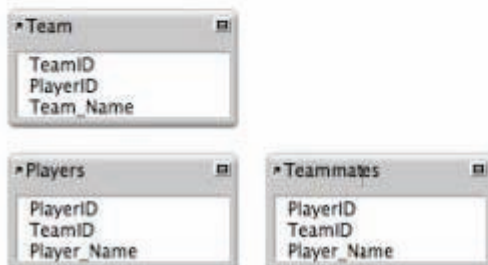 Team
TeamID
PlayerID
Team_Name
Players
PlayerID
TeamID
Player_Name
Teammates
PlayerID
TeamID
Player_Name